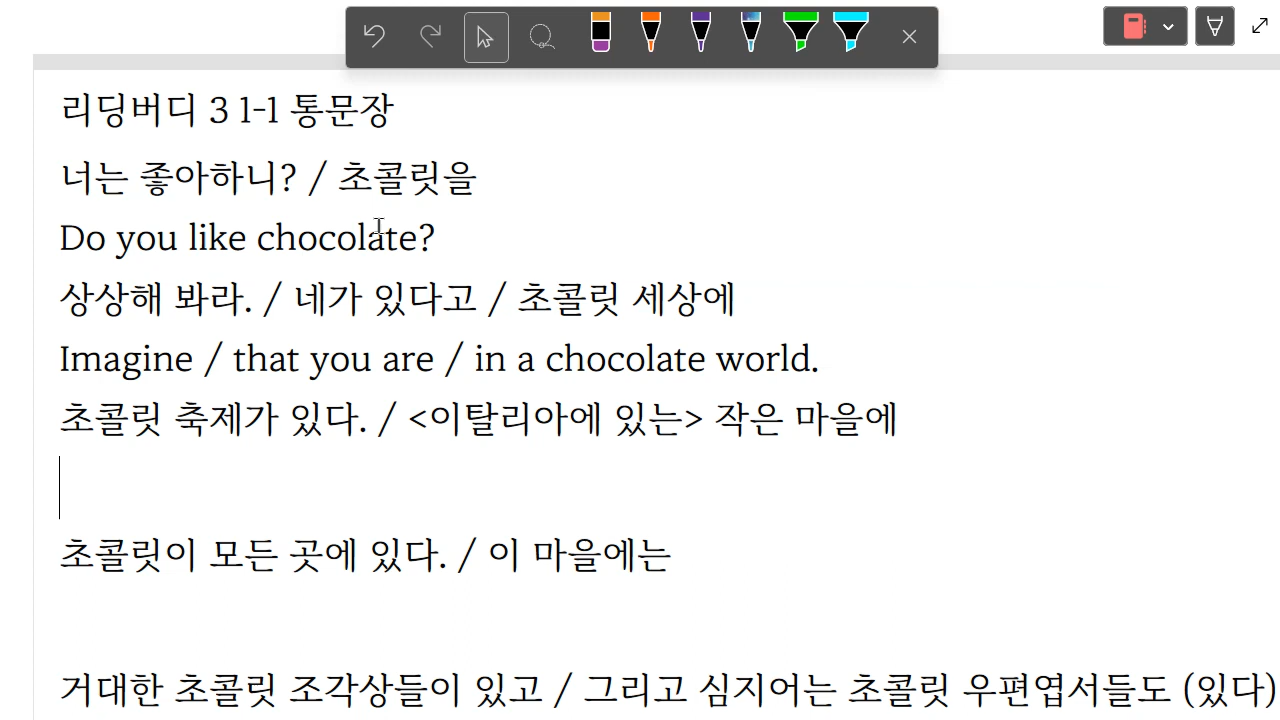 리딩버디 3 1-1 통문장
너는 좋아하니? / 초콜릿을
Do you like chocolate?
상상해 봐라. / 네가 있다고 / 초콜릿 세상에
Imagine / that you are / in a chocolate world.
초콜릿 축제가 있다. / <이탈리아에 있는> 작은 마을에
초콜릿이 모든 곳에 있다. / 이 마을에는
거대한 초콜릿 조각상들이 있고 / 그리고 심지어는 초콜릿 우편엽서들도 (있다)